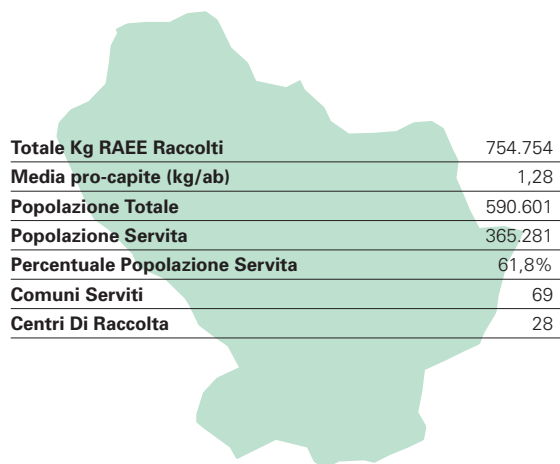 Totale Kg RAEE Raccolti 754.754
Media pro-capite (kg/ab) 1,28
Popolazione Totale 590.601
Popolazione Servita 365.281
Percentuale Popolazione Servita 61,8%
Comuni Serviti 69
Centri Di Raccolta 28